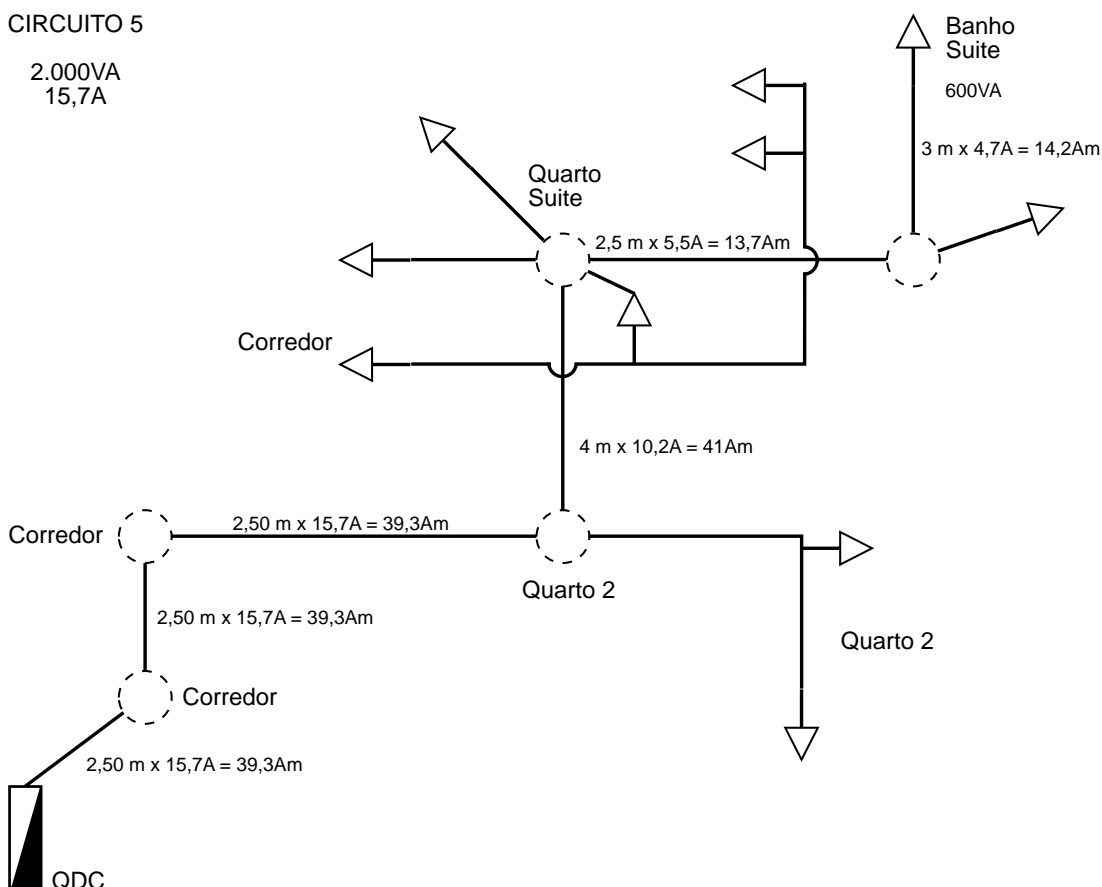 CIRCUITO 5
2.000VA
15,7A
Banho
Suite
600VA
3 m x 4,7A = 14,2Am
Quarto
Suite
2,5 m x 5,5A = 13,7Am
Corredor
4 m x 10,2A = 41Am
Corredor
2,50 m x 15,7A = 39,3Am
Quarto 2
2,50 m x 15,7A = 39,3Am
Quarto 2
Corredor
2,50 m x 15,7A = 39,3Am
QDC